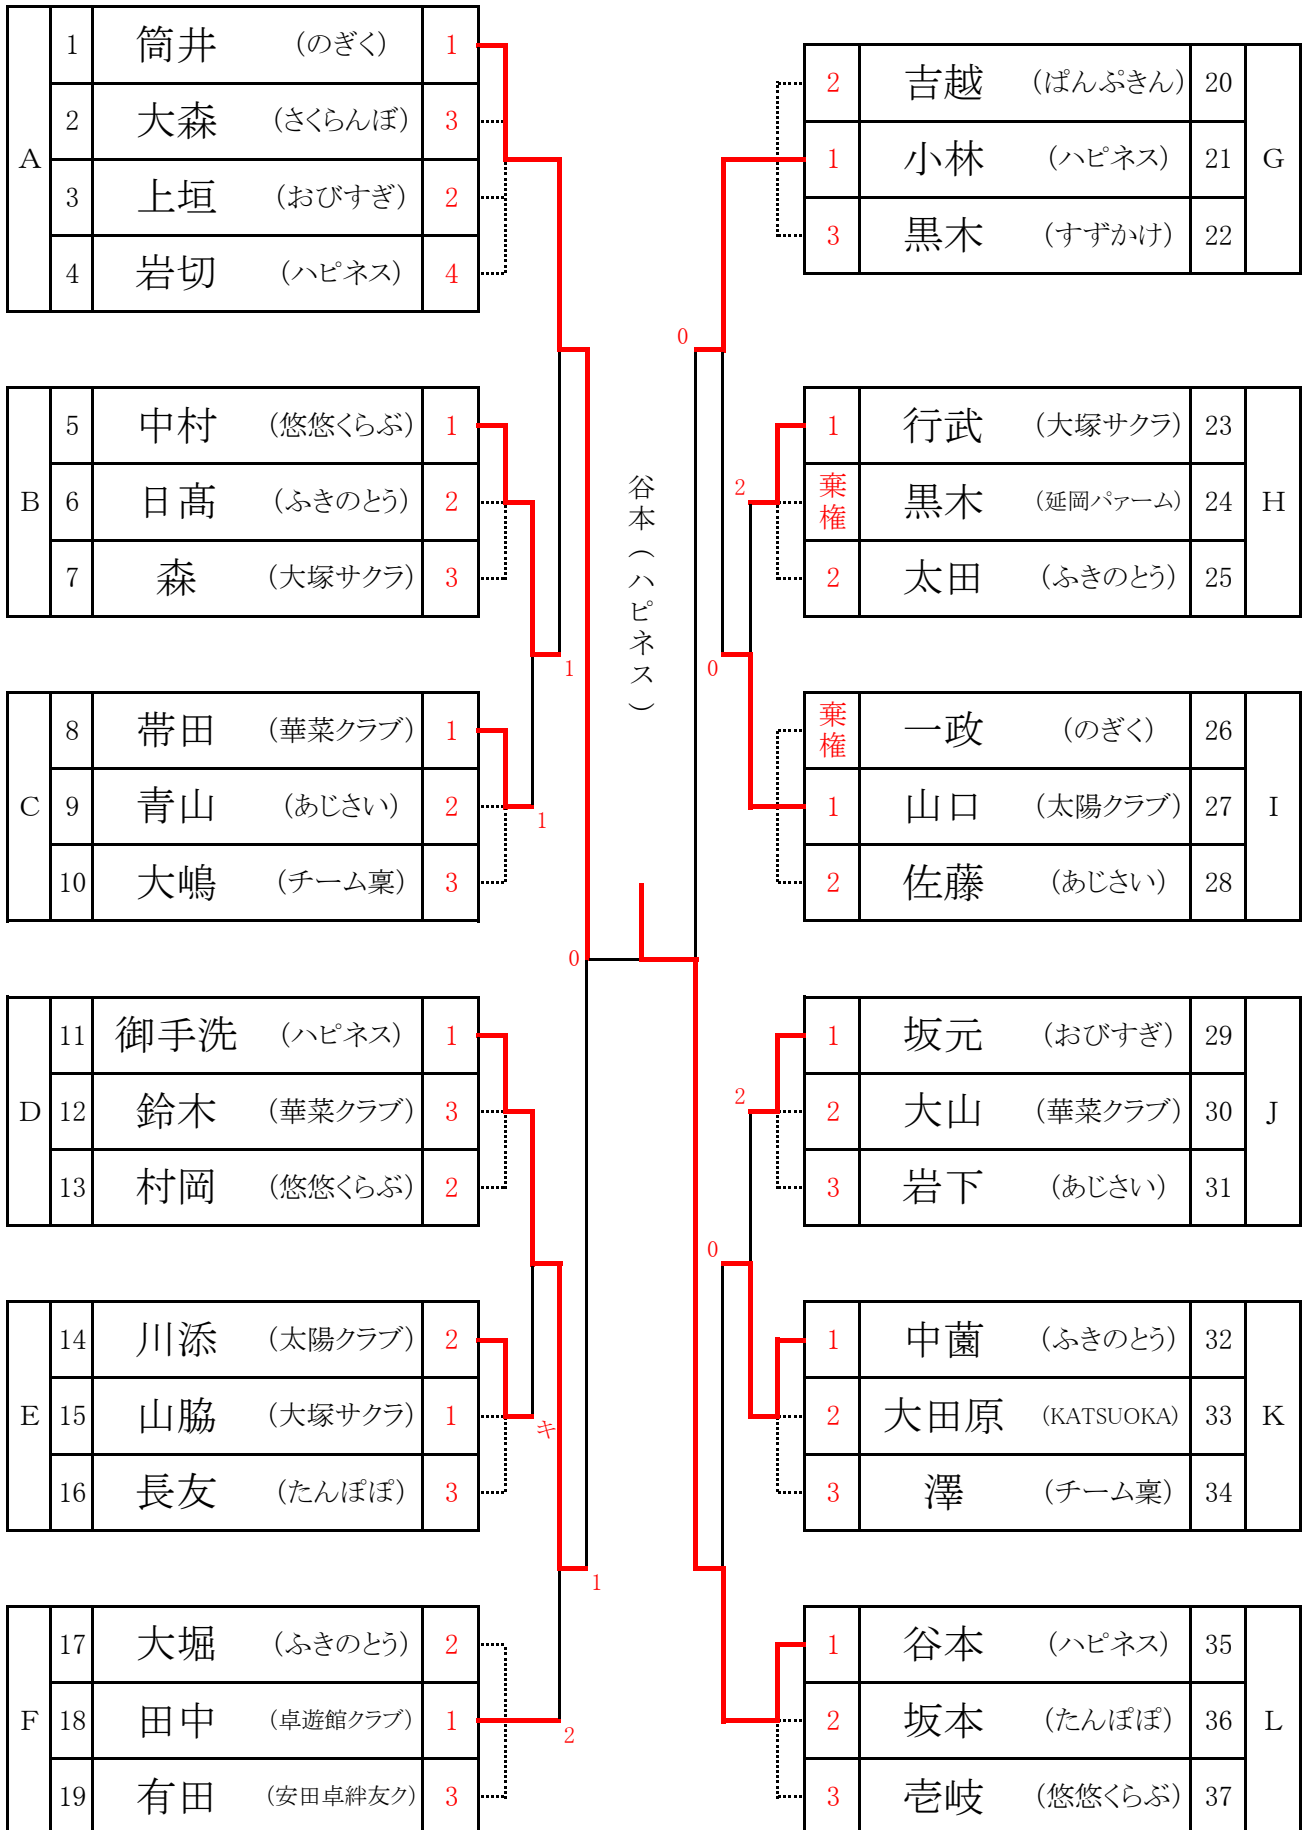 A
1 筒井 (のぎく) 1
2 大森 (さくらんぼ) 3
3 上垣 (おびすぎ) 2
4 岩切 (ハピネス) 4
B
5 中村 (悠悠くらぶ) 1
6 日髙 (ふきのとう) 2
7 森 (大塚サクラ) 3
1
C
8 帯田 (華菜クラブ) 1
9 青山 (あじさい) 2
10 大嶋 (チーム稟) 3
1
0
D
11 御手洗 (ハピネス) 1
12 鈴木 (華菜クラブ) 3
13 村岡 (悠悠くらぶ) 2
E
14 川添 (太陽クラブ) 2
15 山脇 (大塚サクラ) 1
16 長友 (たんぽぽ) 3
キ
1
F
17 大堀 (ふきのとう) 2
18 田中 (卓遊館クラブ) 1
19 有田 (安田卓絆友ク) 3
2
谷本(ハピネス)
2 吉越 (ぱんぷきん) 20
1 小林 (ハピネス) 21
3 黒木 (すずかけ) 22
G
0
1 行武 (大塚サクラ) 23
棄権 黒木 (延岡パァーム) 24
2 太田 (ふきのとう) 25
H
2
0
棄権 一政 (のぎく) 26
1 山口 (太陽クラブ) 27
2 佐藤 (あじさい) 28
I
1 坂元 (おびすぎ) 29
2 大山 (華菜クラブ) 30
3 岩下 (あじさい) 31
J
2
0
1 中薗 (ふきのとう) 32
2 大田原 (KATSUOKA) 33
3 澤 (チーム稟) 34
K
1 谷本 (ハピネス) 35
2 坂本 (たんぽぽ) 36
3 壱岐 (悠悠くらぶ) 37
L